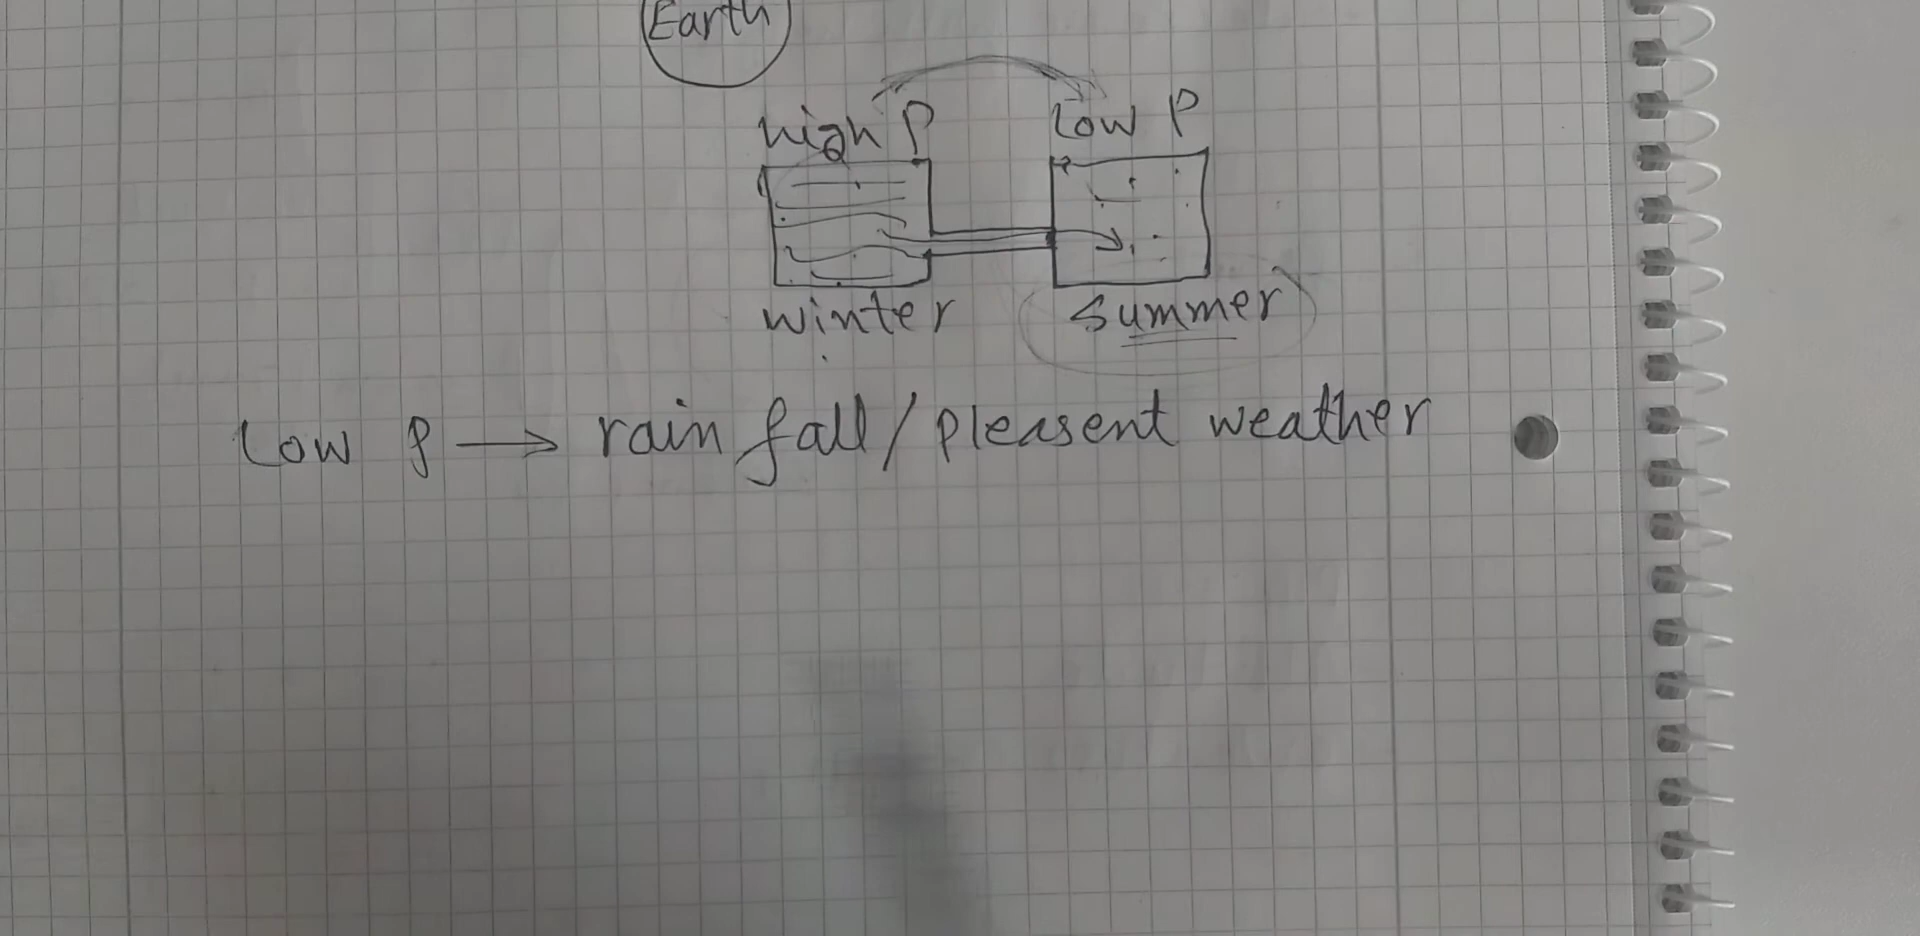 Earth
high P low P
winter summer
Low P → rain fall / pleasent weather